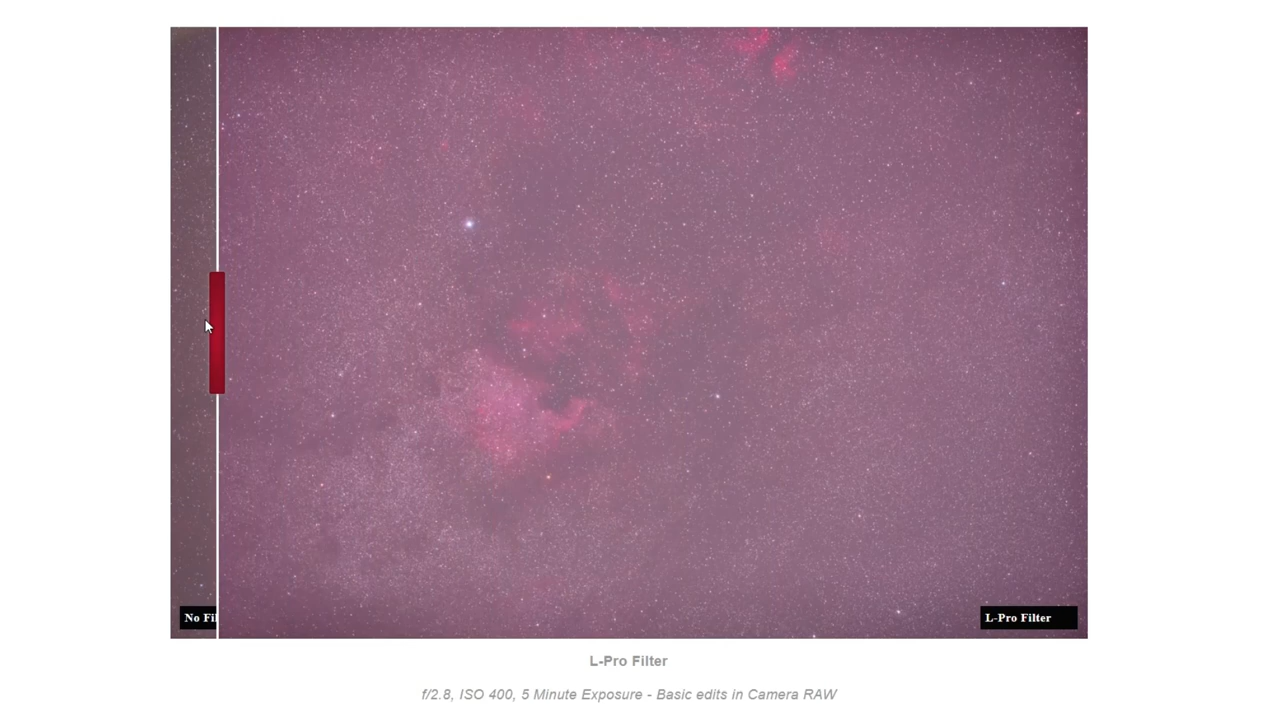 No Fil
L-Pro Filter
L-Pro Filter
f/2.8, ISO 400, 5 Minute Exposure - Basic edits in Camera RAW